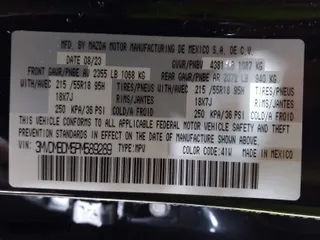 MFD. BY MAZDA MOTOR MANUFACTURING DE MEXICO S.A. DE C.V.
DATE 08/23 GVWR/PNBV 4381 LB 1987 KG
FRONT GAWR/PNBE AV 2355 LB 1068 KG REAR GAWR/PNBE AR LB 940 KG
WITH/AVEC 215/55R18 95H TIRES/PNEUS WITH/AVEC 215/55R18 95H TIRES/PNEUS
18X7J RIMS/JANTES 18X7J RIMS/JANTES
250 KPA/36 PSI COLD/A FROID 250 KPA/36 PSI COLD/A FROID
THIS VEHICLE CONFORMS TO ALL APPLICABLE FEDERAL MOTOR VEHICLE SAFETY AND
THEFT PREVENTION STANDARDS IN EFFECT ON THE DATE OF MANUFACTURE SHOWN ABOVE.
TYPE:MPV COLOR CODE:41W MADE IN MEXICO